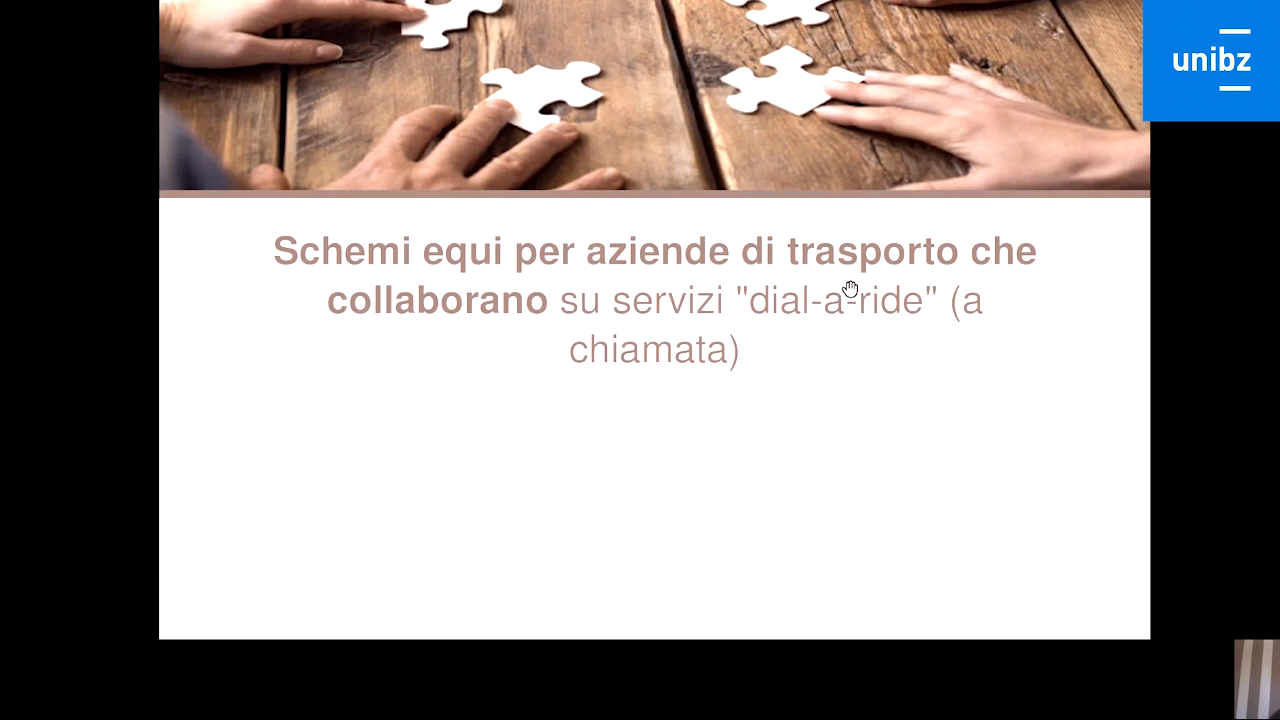 unibz
Schemi equi per aziende di trasporto che
collaborano su servizi "dial-a-ride" (a
chiamata)